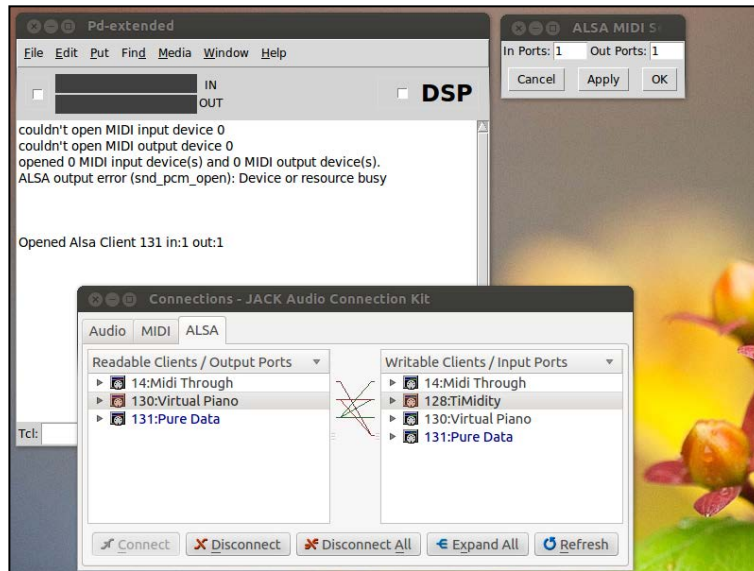 Pd-extended
File Edit Put Find Media Window Help
IN
OUT
DSP
couldn't open MIDI input device 0
couldn't open MIDI output device 0
opened 0 MIDI input device(s) and 0 MIDI output device(s).
ALSA output error (snd_pcm_open): Device or resource busy
Opened Alsa Client 131 in:1 out:1
Tcl:
ALSA MIDI S
In Ports: 1 Out Ports: 1
Cancel Apply OK
Connections - JACK Audio Connection Kit
Audio MIDI ALSA
Readable Clients / Output Ports
14:Midi Through
130:Virtual Piano
131:Pure Data
Writable Clients / Input Ports
14:Midi Through
128:TiMidity
130:Virtual Piano
131:Pure Data
Connect Disconnect Disconnect All Expand All Refresh